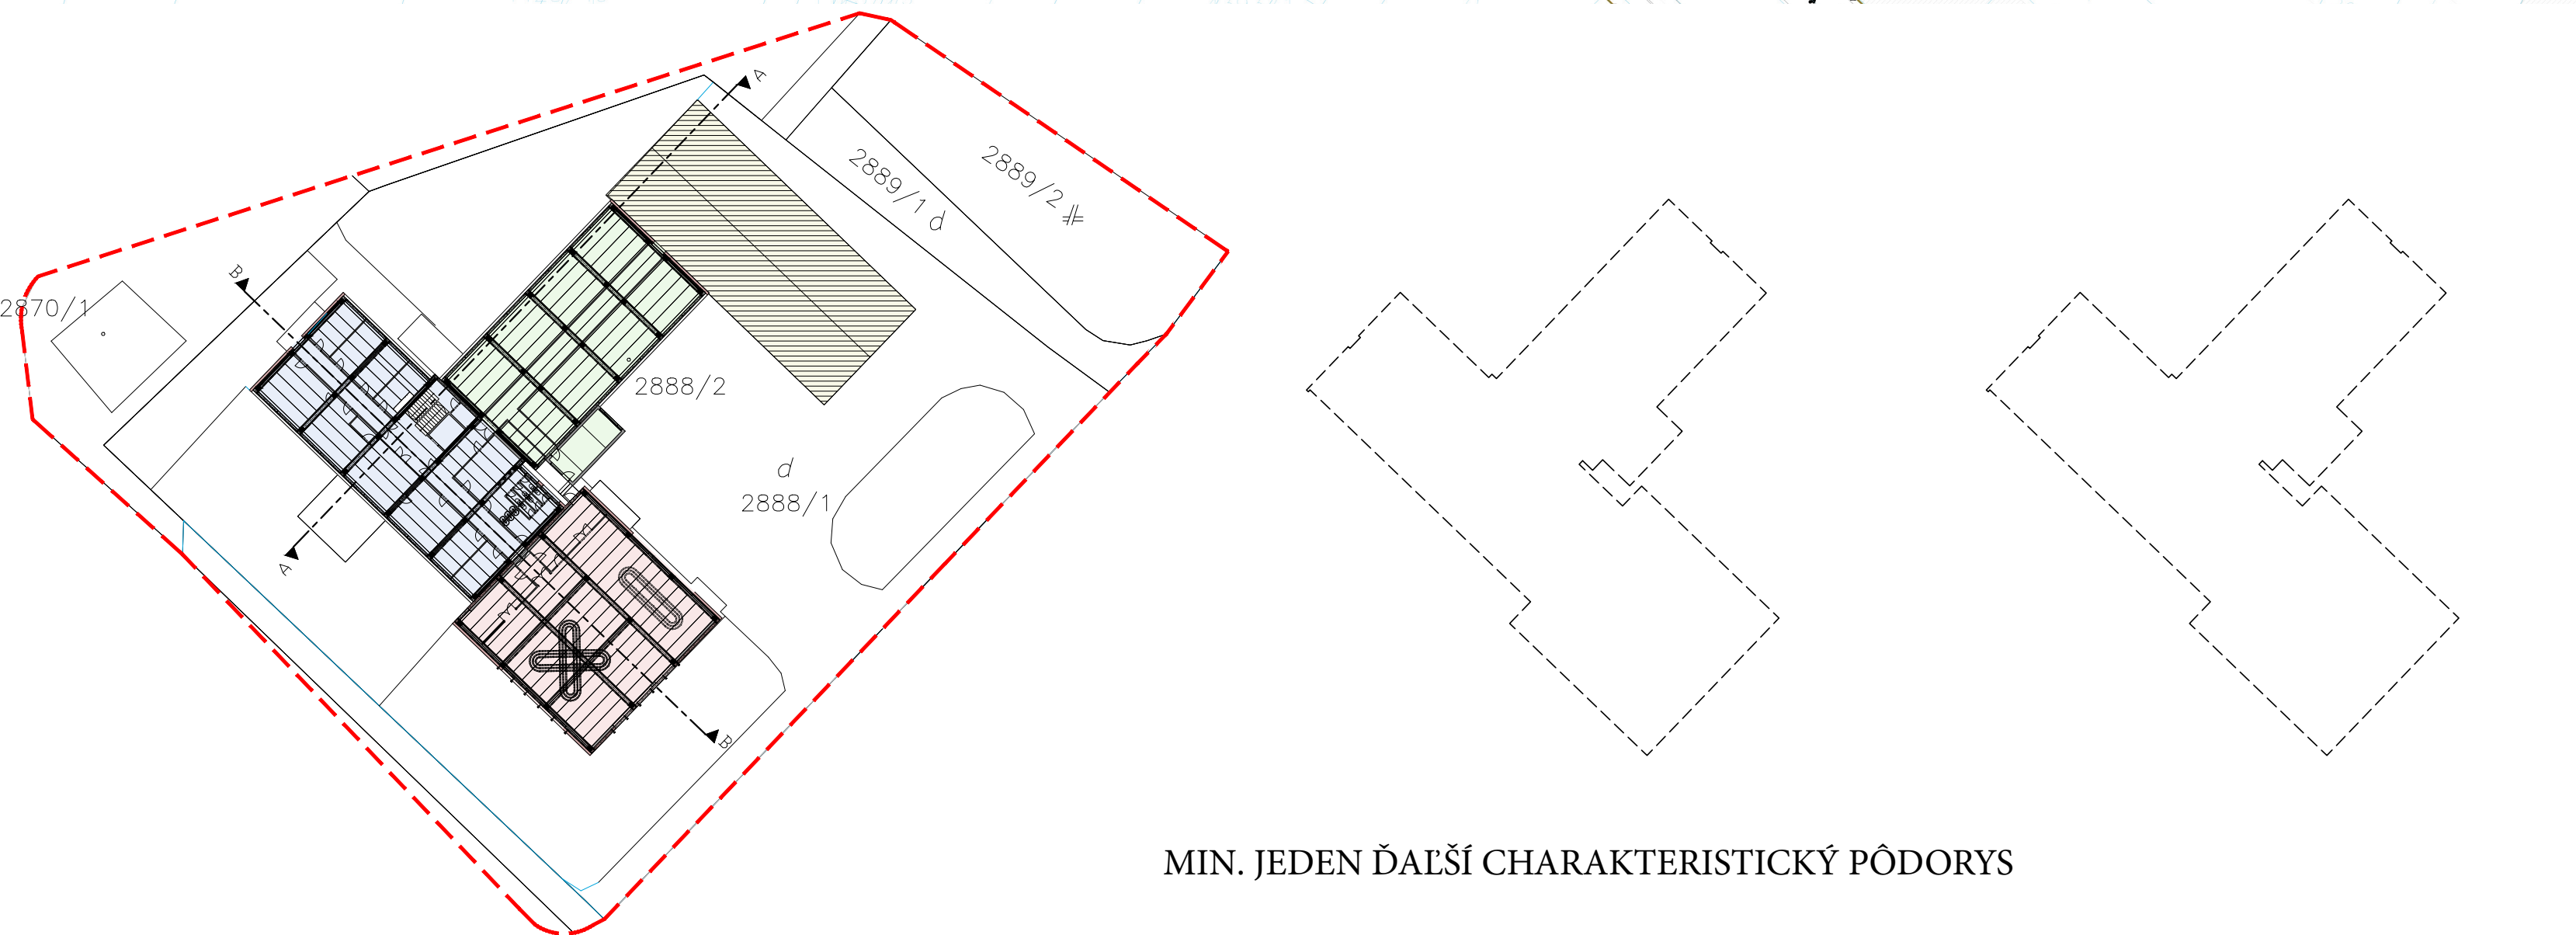 A
2889/1 d
2889/2 #
B
2870/1
2888/2
d
2888/1
A
B
MIN. JEDEN ĎAĽŠÍ CHARAKTERISTICKÝ PÔDORYS